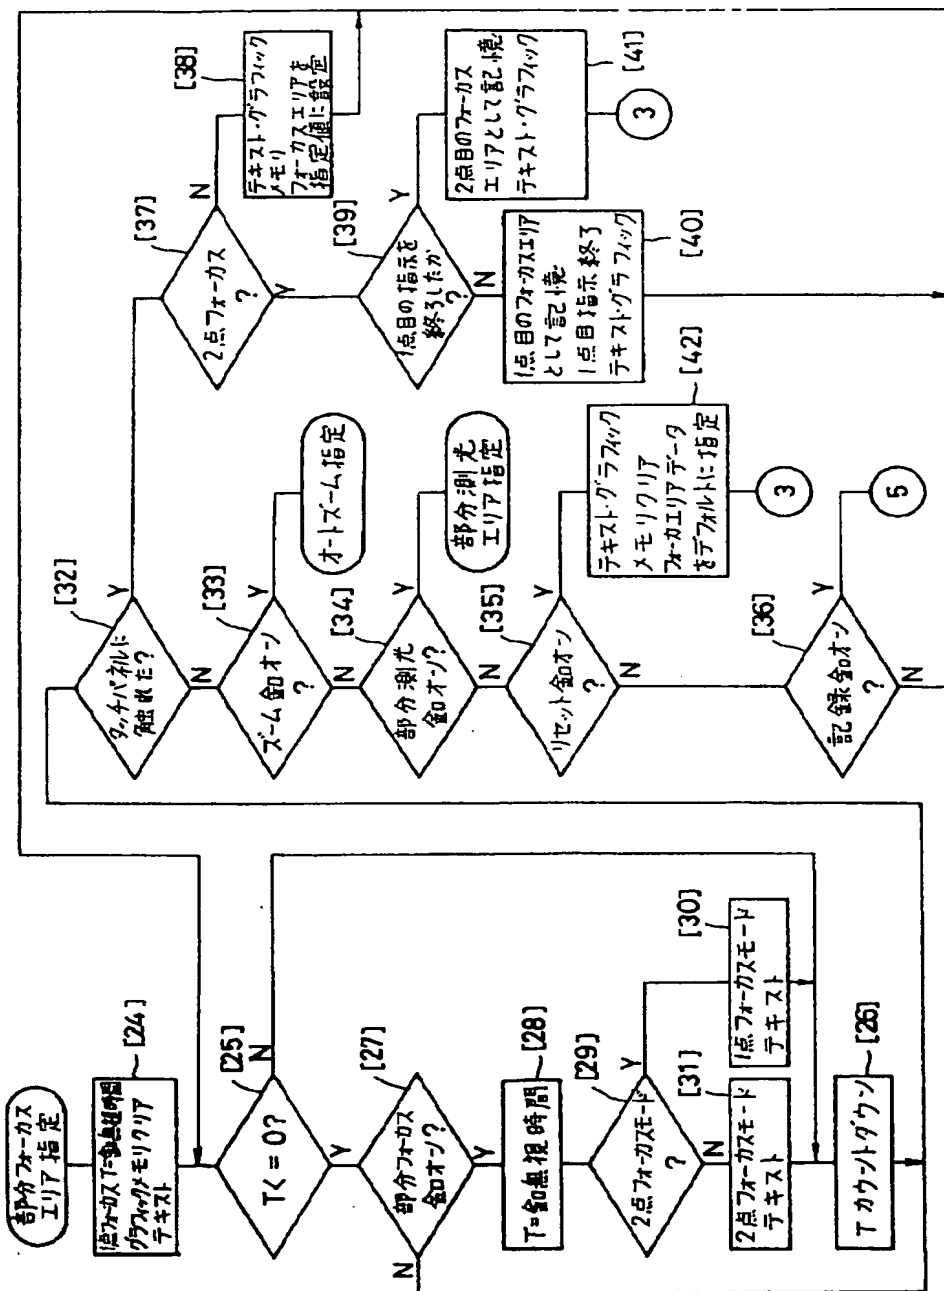 部分フォーカス
エリア指定
[24]
グラフィックメモリクリア
テキスト
[25]
T<=0?
N
Y
[27]
部分フォーカス
釦オン?
N
Y
[28]
T=釦無視時間
[29]
2点フォーカスモード
?
Y
N
[30]
1点フォーカスモード
テキスト
[31]
2点フォーカスモード
テキスト
[26]
Tカウントダウン
[32]
タッチパネルに
触れた?
Y
N
[33]
ズーム釦オン
?
Y
N
オートズーム指定
[34]
部分測光
釦オン?
Y
N
部分測光
エリア指定
[35]
リセット釦オン
?
Y
N
[42]
テキスト・グラフィック
メモリクリア
フォーカエリアデータ
をデフォルトに指定
3
[36]
記録釦オン
?
Y
N
5
[37]
2点フォーカス
?
N
Y
[38]
テキスト・グラフィック
メモリ
フォーカスエリアを
指定値に設定
[39]
1点目の指示を
終了したか
?
Y
N
[41]
2点目のフォーカス
エリアとして記憶
テキスト・グラフィック
3
[40]
1点目のフォーカスエリア
として記憶
1点目指示終了
テキスト・グラフィック